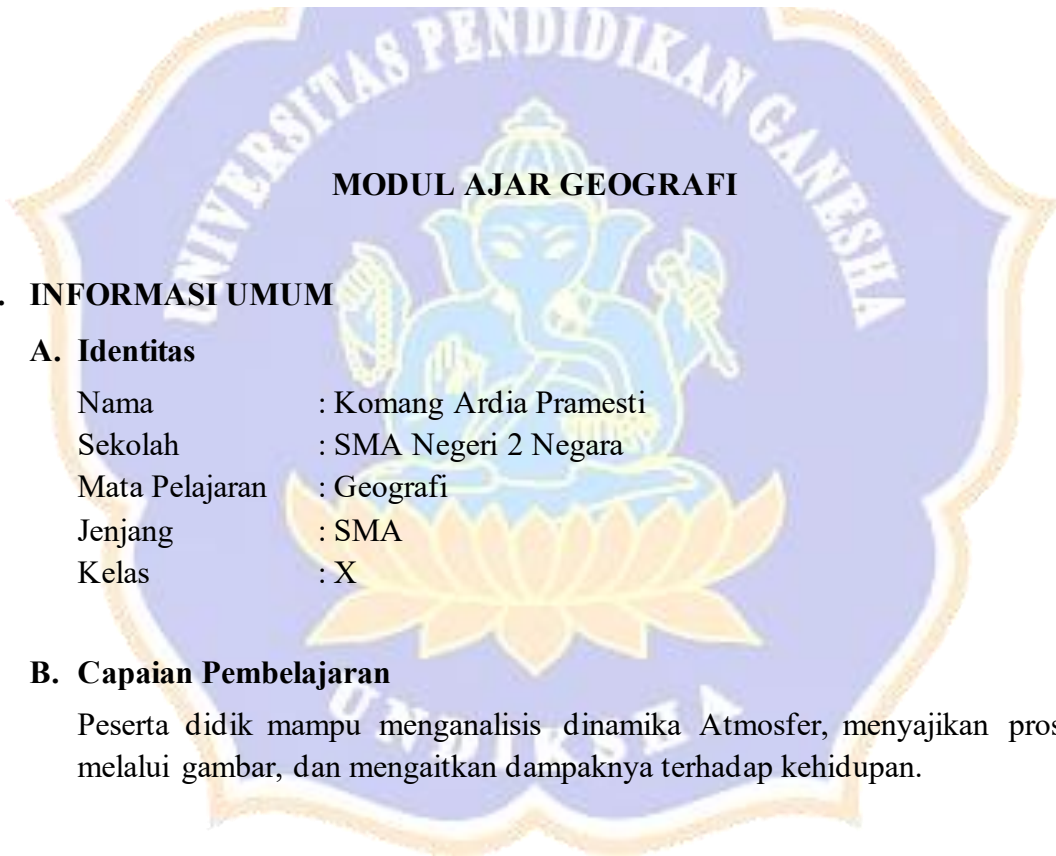 UNIVERSITAS PENDIDIKAN GANESHA
MODUL AJAR GEOGRAFI
. INFORMASI UMUM
A. Identitas
Nama : Komang Ardia Pramesti
Sekolah : SMA Negeri 2 Negara
Mata Pelajaran : Geografi
Jenjang : SMA
Kelas : X
B. Capaian Pembelajaran
Peserta didik mampu menganalisis dinamika Atmosfer, menyajikan pros
melalui gambar, dan mengaitkan dampaknya terhadap kehidupan.
UNDIKSHA